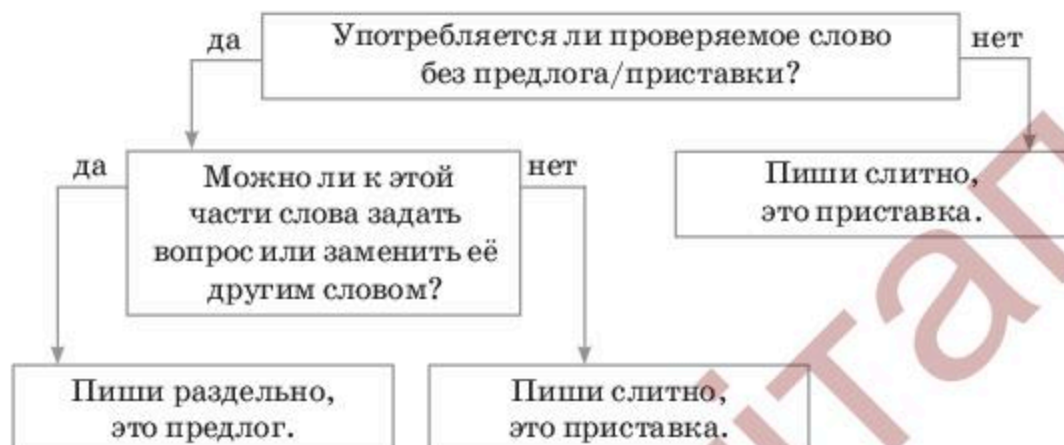 да
Употребляется ли проверяемое слово
без предлога/приставки?
нет
да
Можно ли к этой
части слова задать
вопрос или заменить её
другим словом?
нет
Пиши слитно,
это приставка.
Пиши раздельно,
это предлог.
Пиши слитно,
это приставка.